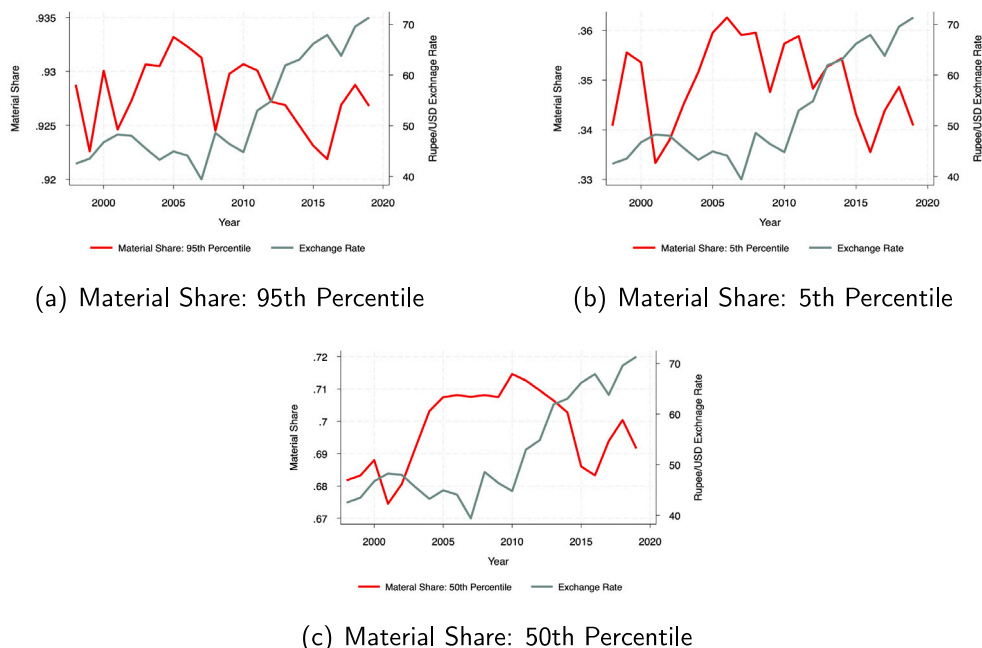 .935
.93
.925
.92
Material Share
70
60
50
40
Rupee/USD Exchnage Rate
2000 2005 2010 2015 2020
Year
Material Share: 95th Percentile Exchange Rate
(a) Material Share: 95th Percentile
.36
.35
.34
.33
Material Share
70
60
50
40
Rupee/USD Exchnage Rate
2000 2005 2010 2015 2020
Year
Material Share: 5th Percentile Exchange Rate
(b) Material Share: 5th Percentile
.72
.71
.7
.69
.68
.67
Material Share
70
60
50
40
Rupee/USD Exchnage Rate
2000 2005 2010 2015 2020
Year
Materal Share: 50th Percentile Exchange Rate
(c) Material Share: 50th Percentile